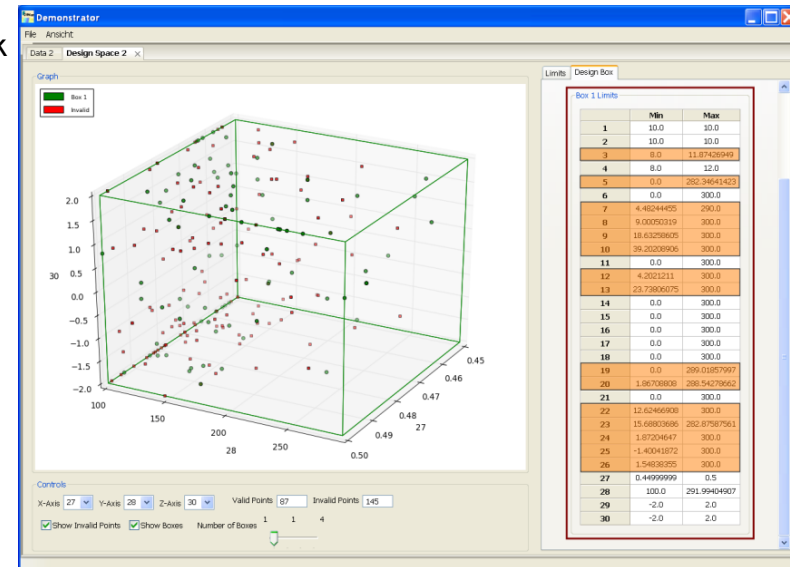 k
Demonstrator
File Ansicht
Data 2 Design Space 2
Graph
Box 1
Invalid
2.0
1.5
1.0
0.5
0.0
−0.5
−1.0
−1.5
−2.0
30
100
150
200
250
28
0.50
0.49
0.48
0.47
0.46
0.45
27
Controls
X-Axis 27 Y-Axis 28 Z-Axis 30 Valid Points 87 Invalid Points 145
Show Invalid Points Show Boxes Number of Boxes 1 1 4
Limits Design Box
Box 1 Limits
Min Max
1 10.0 10.0
2 10.0 10.0
3 8.0 11.87426949
4 8.0 12.0
5 0.0 282.34641423
6 0.0 300.0
7 4.48244455 290.0
8 9.00050319 300.0
9 18.63258605 300.0
10 39.20208906 300.0
11 0.0 300.0
12 4.2021211 300.0
13 23.73806075 300.0
14 0.0 300.0
15 0.0 300.0
16 0.0 300.0
17 0.0 300.0
18 0.0 300.0
19 0.0 289.01857997
20 1.86708808 288.54278662
21 0.0 300.0
22 12.62466908 300.0
23 15.68803686 282.87587561
24 1.87204647 300.0
25 -1.40041872 300.0
26 1.54838355 300.0
27 0.44999999 0.5
28 100.0 291.99404907
29 -2.0 2.0
30 -2.0 2.0